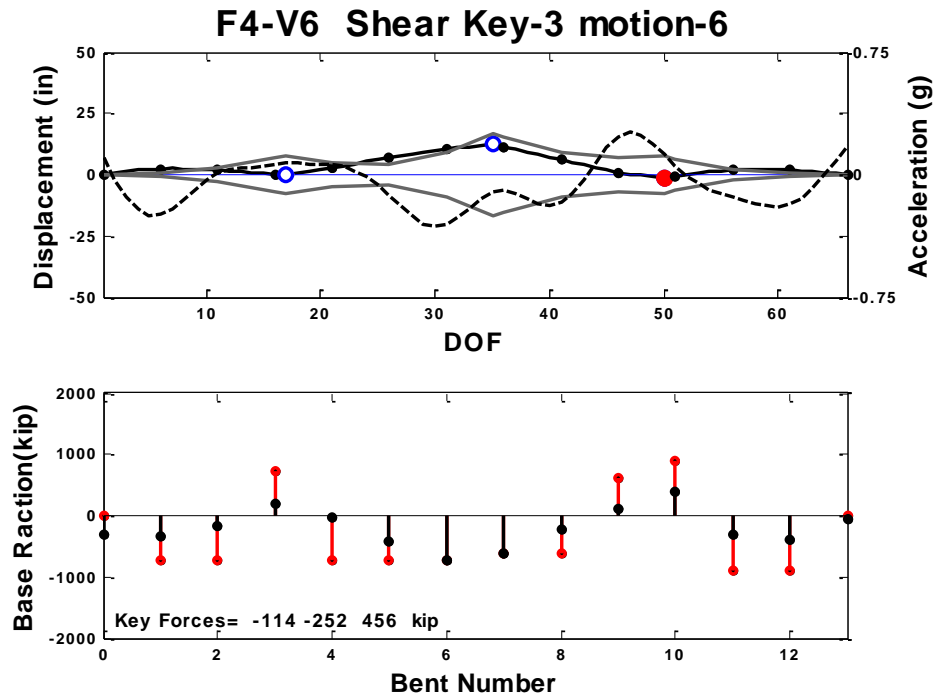 F4-V6 Shear Key-3 motion-6
50
25
0
-25
-50
Displacement (in)
0.75
0
-0.75
Acceleration (g)
10 20 30 40 50 60
DOF
2000
1000
0
-1000
-2000
Base Raction(kip)
Key Forces= -114 -252 456 kip
0 2 4 6 8 10 12
Bent Number